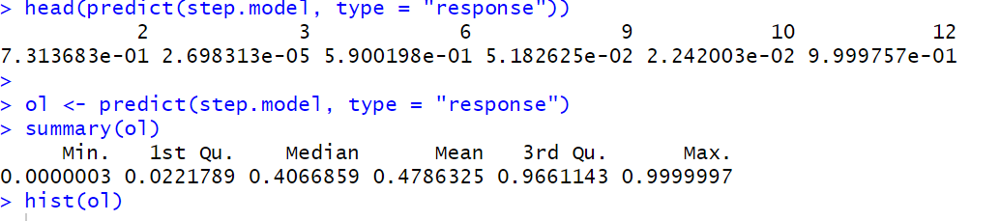 > head(predict(step.model, type = "response"))
2 3 6 9 10 12
7.313683e-01 2.698313e-05 5.900198e-01 5.182625e-02 2.242003e-02 9.999757e-01
>
> ol <- predict(step.model, type = "response")
> summary(ol)
Min. 1st Qu. Median Mean 3rd Qu. Max.
0.0000003 0.0221789 0.4066859 0.4786325 0.9661143 0.9999997
> hist(ol)